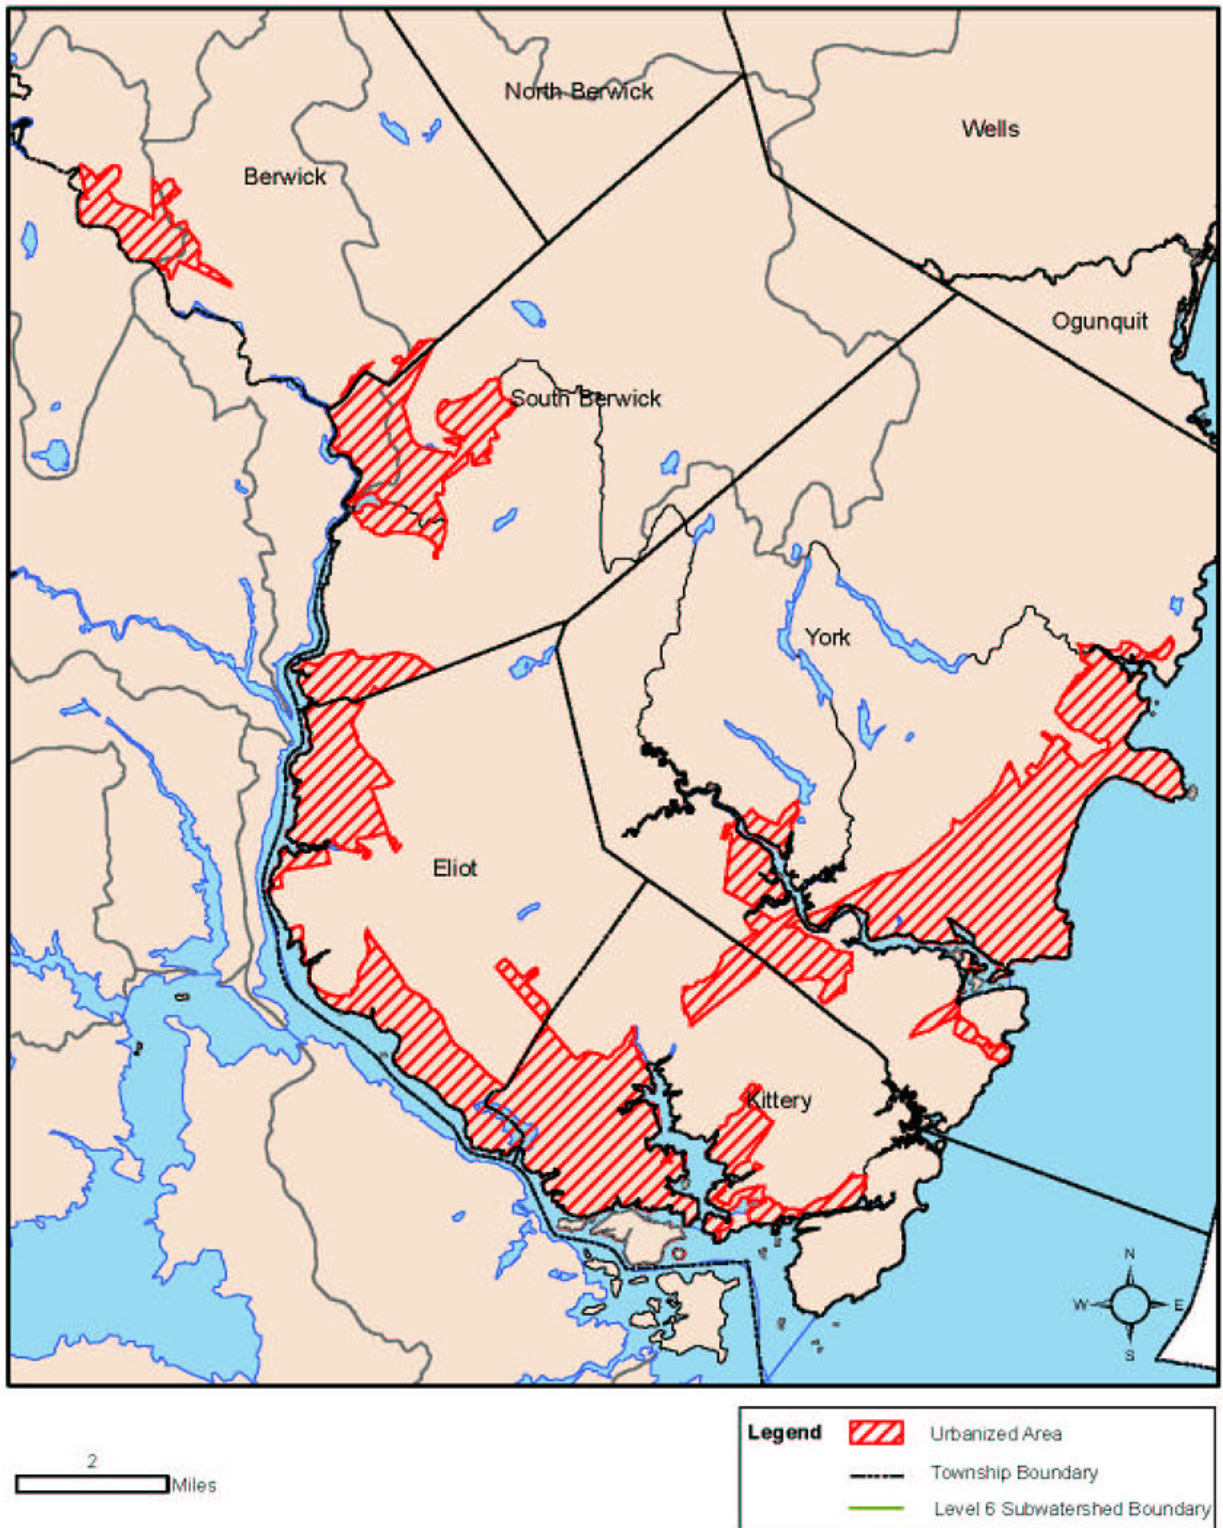 North Berwick
Wells
Berwick
Ogunquit
South Berwick
York
Eliot
Kittery
N
W E
S
2
Miles
Legend
Urbanized Area
Township Boundary
Level 6 Subwatershed Boundary